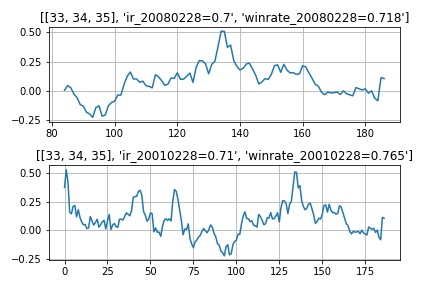 [[33, 34, 35], 'ir_20080228=0.7', 'winrate_20080228=0.718']
0.50
0.25
0.00
−0.25
80 100 120 140 160 180
[[33, 34, 35], 'ir_20010228=0.71', 'winrate_20010228=0.765']
0.50
0.25
0.00
−0.25
0 25 50 75 100 125 150 175